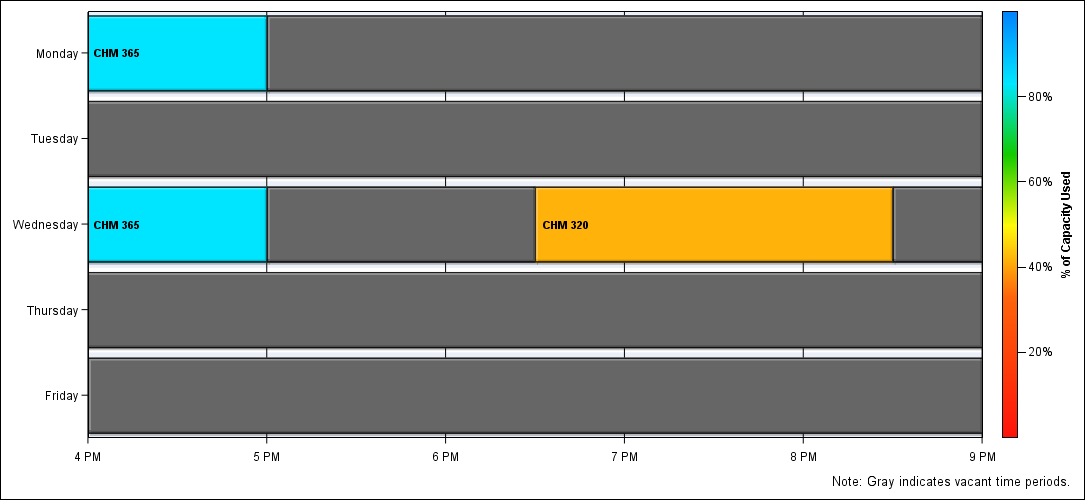 Monday
CHM 365
Tuesday
Wednesday
CHM 365
CHM 320
Thursday
Friday
4 PM
5 PM
6 PM
7 PM
8 PM
9 PM
80%
60%
40%
20%
% of Capacity Used
Note: Gray indicates vacant time periods.